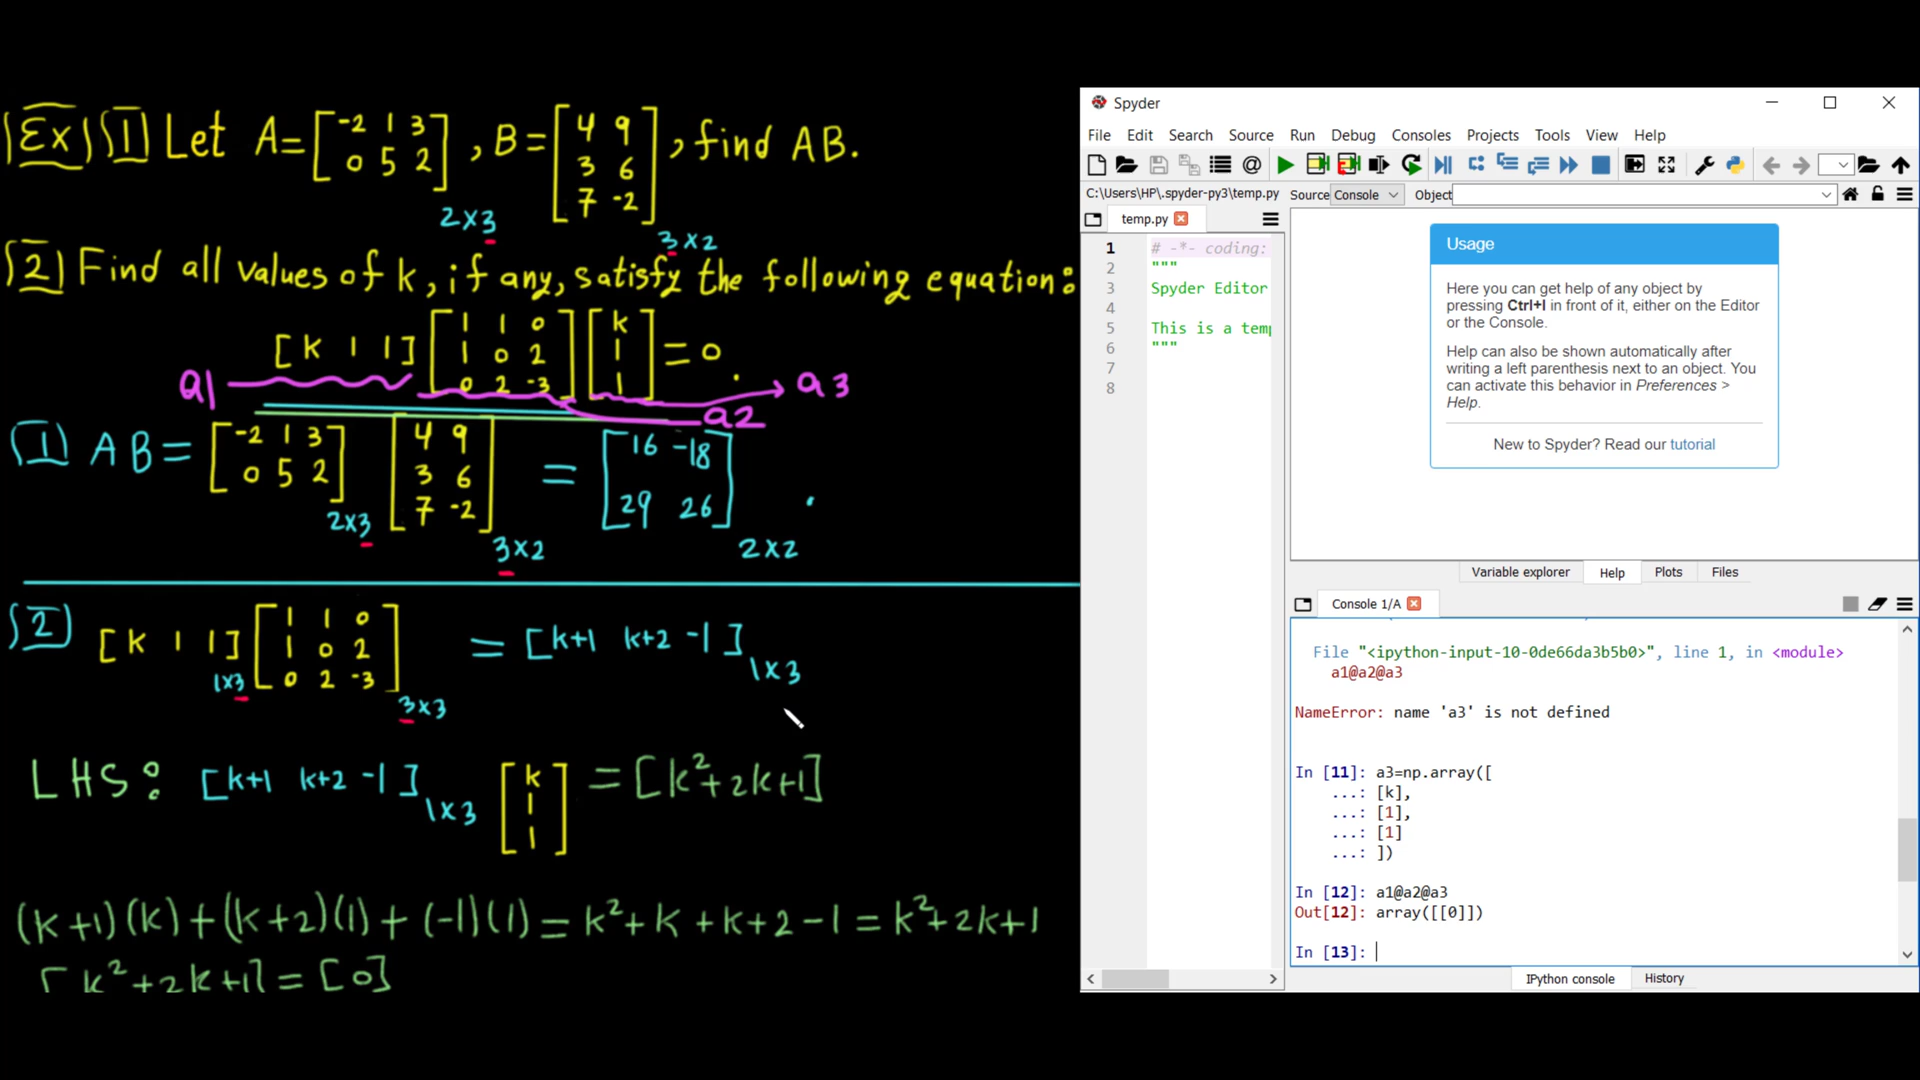 Ex 1 Let A= [-2 1 3 0 5 2] , B= [4 9 3 6 7 -2] , find AB.
2x3
3x2
2 Find all values of k, if any, satisfy the following equation:
[k 1 1] [1 1 0 1 0 2 0 2 -3] [k 1 1] = 0.
a1
a2
a3
1 AB = [-2 1 3 0 5 2] 2x3 [4 9 3 6 7 -2] 3x2 = [16 -18 29 26] 2x2 .
2 [k 1 1] 1x3 [1 1 0 1 0 2 0 2 -3] 3x3 = [k+1 k+2 -1] 1x3
LHS: [k+1 k+2 -1] 1x3 [k 1 1] = [k²+2k+1]
(k+1)(k)+(k+2)(1)+(-1)(1)=k²+k+k+2-1=k²+2k+1
[k²+2k+1]=[0]
Spyder
File Edit Search Source Run Debug Consoles Projects Tools View Help
C:\Users\HP\.spyder-py3\temp.py
Source Console Object
temp.py
1 # -*- coding:
2 """
3 Spyder Editor
4
5 This is a temp
6 """
7
8
Usage
Here you can get help of any object by
pressing Ctrl+I in front of it, either on the Editor
or the Console.
Help can also be shown automatically after
writing a left parenthesis next to an object. You
can activate this behavior in Preferences >
Help.
New to Spyder? Read our tutorial
Variable explorer Help Plots Files
Console 1/A
File "<ipython-input-10-0de66da3b5b0>", line 1, in <module>
a1@a2@a3
NameError: name 'a3' is not defined
In [11]: a3=np.array([
...: [k],
...: [1],
...: [1]
...: ])
In [12]: a1@a2@a3
Out[12]: array([[0]])
In [13]:
IPython console History